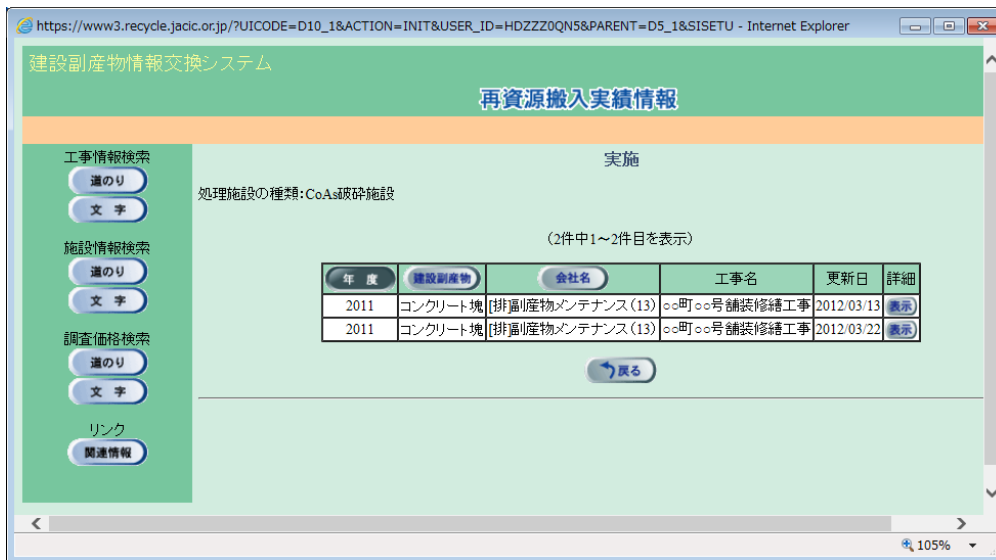 https://www3.recycle.jacic.or.jp/?UICODE=D10_1&ACTION=INIT&USER_ID=HDZZZ0QN5&PARENT=D5_1&SISETU - Internet Explorer
建設副産物情報交換システム
再資源搬入実績情報
工事情報検索
道のり
文 字
施設情報検索
道のり
文 字
調査価格検索
道のり
文 字
リンク
関連情報
実施
処理施設の種類:CoAs破砕施設
(2件中1～2件目を表示)
年 度 建設副産物 会社名 工事名 更新日 詳細
2011 コンクリート塊 [排]副産物メンテナンス(13) ○○町○○号舗装修繕工事 2012/03/13 表示
2011 コンクリート塊 [排]副産物メンテナンス(13) ○○町○○号舗装修繕工事 2012/03/22 表示
戻る
105%